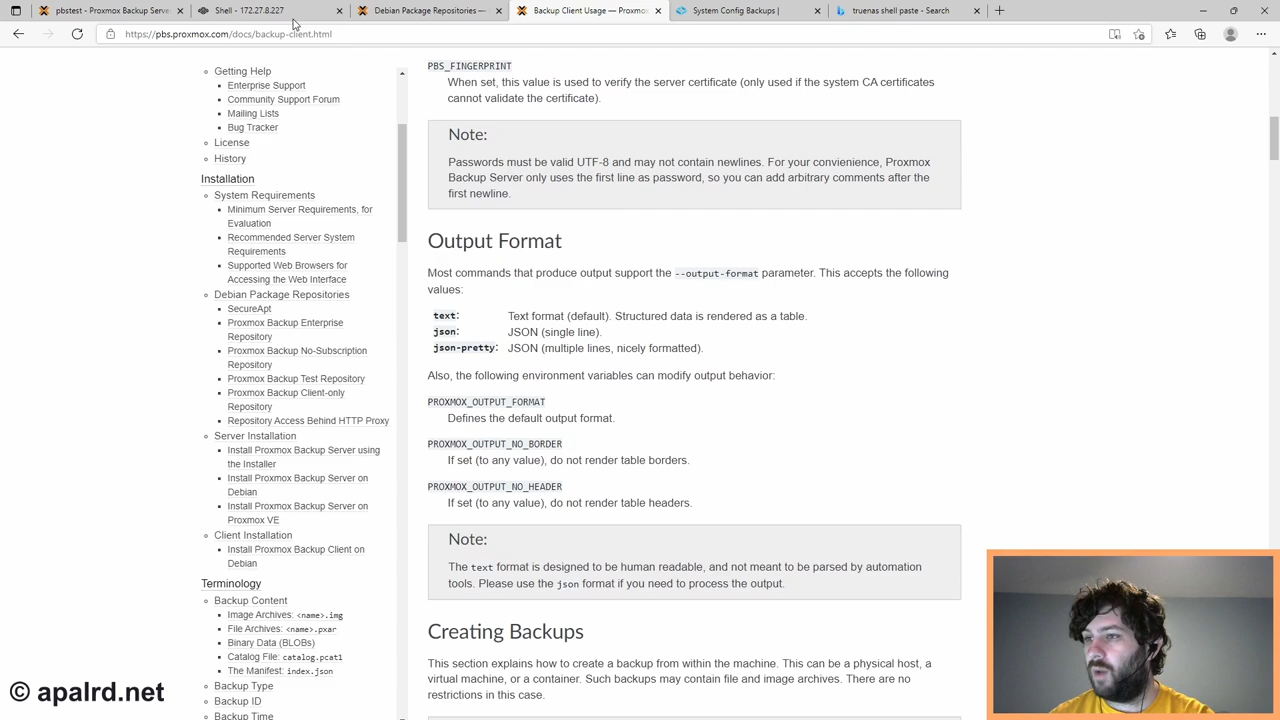 pbstest - Proxmox Backup Server
Shell - 172.27.8.227
Debian Package Repositories —
Backup Client Usage — Proxmox
System Config Backups |
truenas shell paste - Search
https://pbs.proxmox.com/docs/backup-client.html
Getting Help
Enterprise Support
Community Support Forum
Mailing Lists
Bug Tracker
License
History
Installation
System Requirements
Minimum Server Requirements, for
Evaluation
Recommended Server System
Requirements
Supported Web Browsers for
Accessing the Web Interface
Debian Package Repositories
SecureApt
Proxmox Backup Enterprise
Repository
Proxmox Backup No-Subscription
Repository
Proxmox Backup Test Repository
Proxmox Backup Client-only
Repository
Repository Access Behind HTTP Proxy
Server Installation
Install Proxmox Backup Server using
the Installer
Install Proxmox Backup Server on
Debian
Install Proxmox Backup Server on
Proxmox VE
Client Installation
Install Proxmox Backup Client on
Debian
Terminology
Backup Content
Image Archives: <name>.img
File Archives: <name>.pxar
Binary Data (BLOBs)
Catalog File: catalog.pcat1
The Manifest: index.json
Backup Type
Backup ID
Backup Time
PBS_FINGERPRINT
When set, this value is used to verify the server certificate (only used if the system CA certificates
cannot validate the certificate).
Note:
Passwords must be valid UTF-8 and may not contain newlines. For your convienience, Proxmox
Backup Server only uses the first line as password, so you can add arbitrary comments after the
first newline.
Output Format
Most commands that produce output support the --output-format parameter. This accepts the following
values:
text: Text format (default). Structured data is rendered as a table.
json: JSON (single line).
json-pretty: JSON (multiple lines, nicely formatted).
Also, the following environment variables can modify output behavior:
PROXMOX_OUTPUT_FORMAT
Defines the default output format.
PROXMOX_OUTPUT_NO_BORDER
If set (to any value), do not render table borders.
PROXMOX_OUTPUT_NO_HEADER
If set (to any value), do not render table headers.
Note:
The text format is designed to be human readable, and not meant to be parsed by automation
tools. Please use the json format if you need to process the output.
Creating Backups
This section explains how to create a backup from within the machine. This can be a physical host, a
virtual machine, or a container. Such backups may contain file and image archives. There are no
restrictions in this case.
© apalrd.net